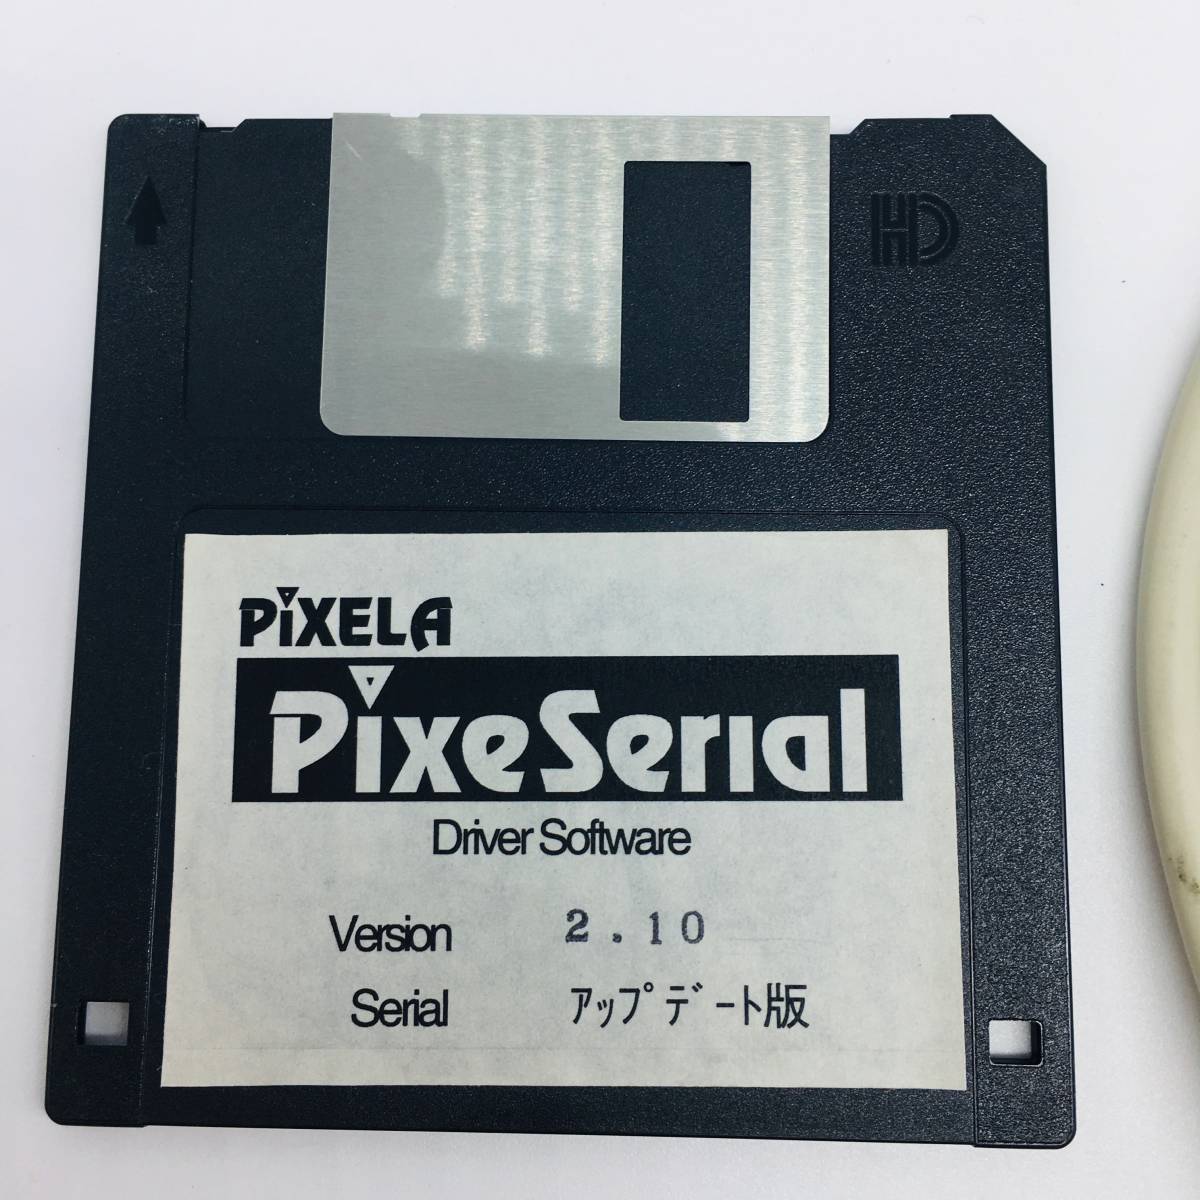 HD
PiXELA
PixeSerial
Driver Software
Version 2.10
Serial アップデート版